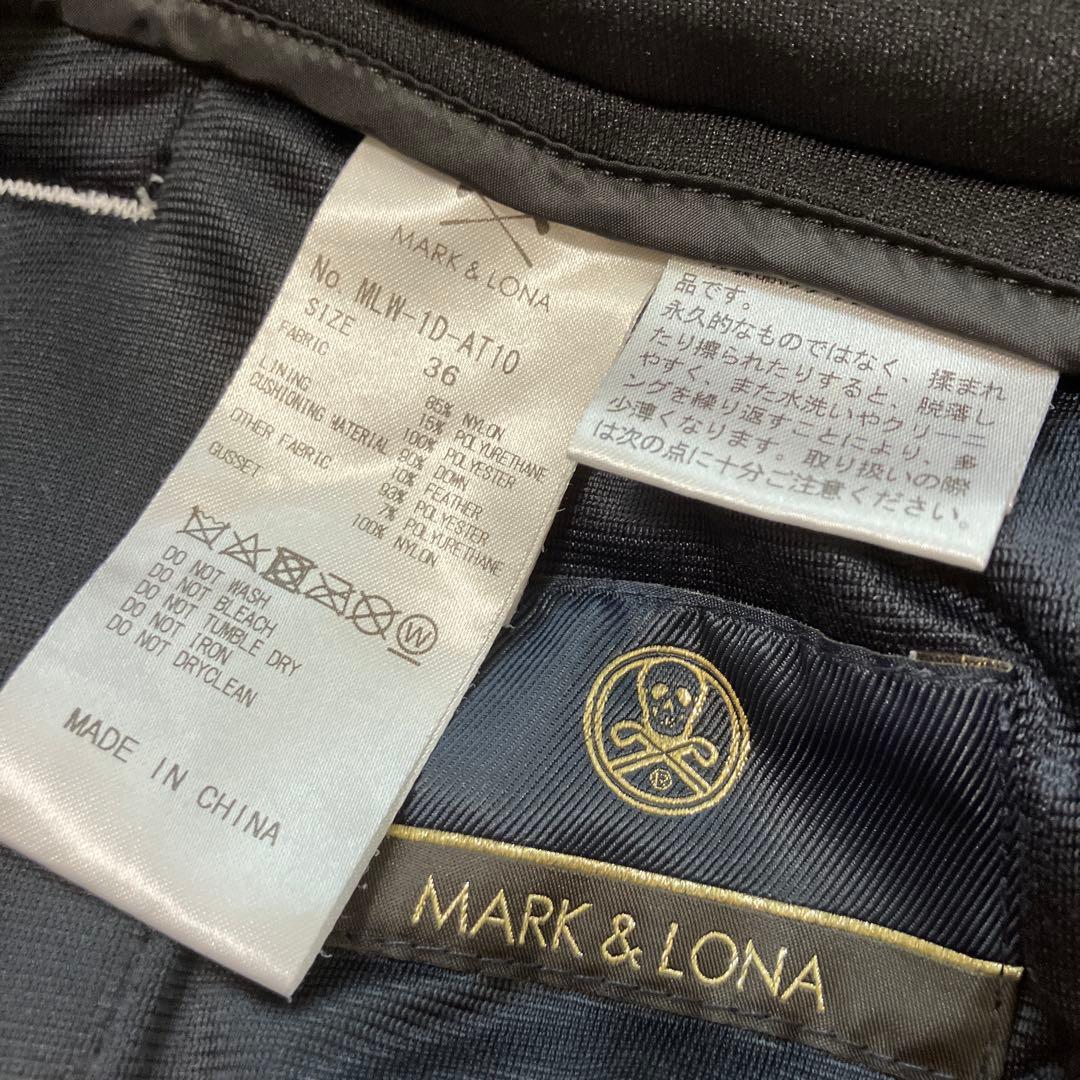 MARK & LONA
No. MLW-1D-AT10
SIZE 36
FABRIC 85% NYLON
15% POLYURETHANE
LINING 100% POLYESTER
CUSHIONING MATERIAL 90% DOWN
10% FEATHER
OTHER FABRIC 93% POLYESTER
7% POLYURETHANE
GUSSET 100% NYLON
W
DO NOT WASH
DO NOT BLEACH
DO NOT TUMBLE DRY
DO NOT IRON
DO NOT DRYCLEAN
MADE IN CHINA
品です。
永久的なものではなく、揉まれ
たり擦られたりすると、脱落し
やすく、また水洗いやクリーニ
ングを繰り返すことにより、多
少薄くなります。取り扱いの際
は次の点に十分ご注意ください。
MARK & LONA